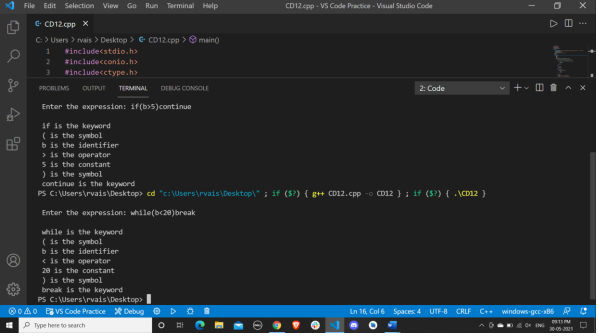 File Edit Selection View Go Run Terminal Help CD12.cpp - VS Code Practice - Visual Studio Code
CD12.cpp
C: > Users > rvais > Desktop > CD12.cpp > main()
1 #include<stdio.h>
2 #include<conio.h>
3 #include<ctype.h>
PROBLEMS OUTPUT TERMINAL DEBUG CONSOLE 2: Code
Enter the expression: if(b>5)continue
if is the keyword
( is the symbol
b is the identifier
> is the operator
5 is the constant
) is the symbol
continue is the keyword
PS C:\Users\rvais\Desktop> cd "c:\Users\rvais\Desktop\" ; if ($?) { g++ CD12.cpp -o CD12 } ; if ($?) { .\CD12 }
Enter the expression: while(b<20)break
while is the keyword
( is the symbol
b is the identifier
< is the operator
20 is the constant
) is the symbol
break is the keyword
PS C:\Users\rvais\Desktop>
0 0 VS Code Practice Debug Ln 16, Col 6 Spaces: 4 UTF-8 CRLF C++ windows-gcc-x86
Type here to search ENG 09:13 PM
30-05-2021